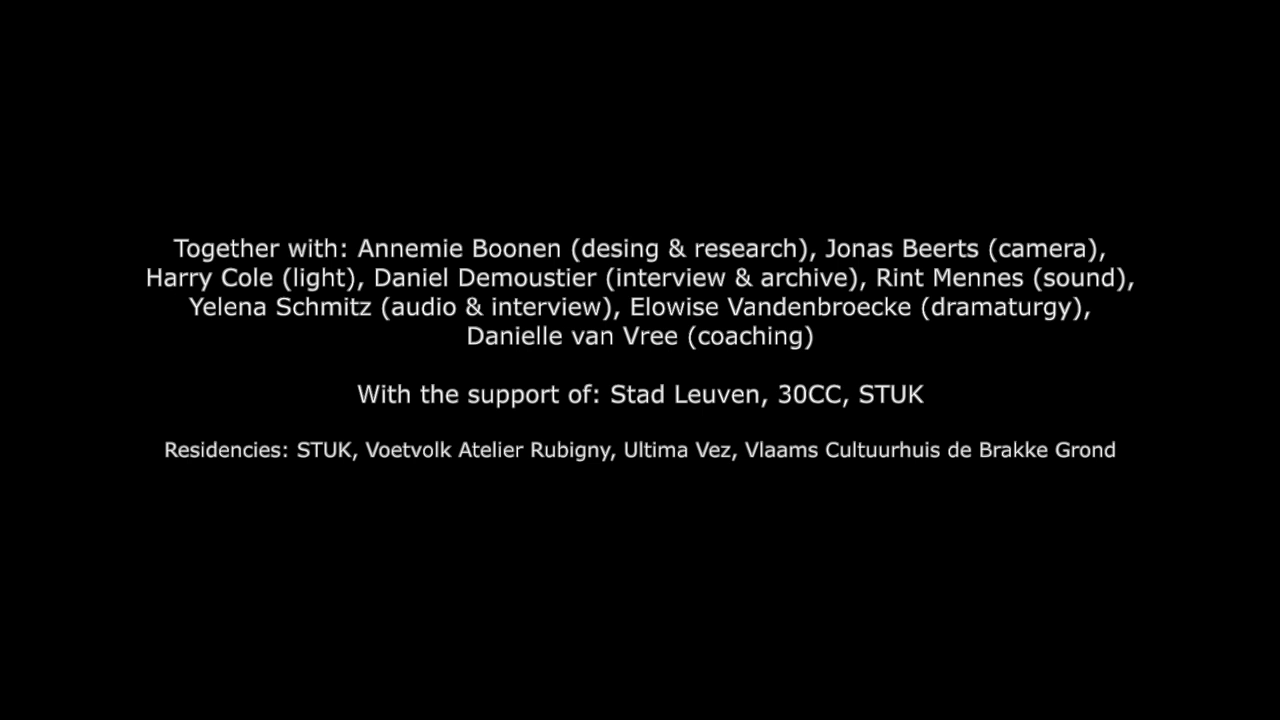 Together with: Annemie Boonen (desing & research), Jonas Beerts (camera),
Harry Cole (light), Daniel Demoustier (interview & archive), Rint Mennes (sound),
Yelena Schmitz (audio & interview), Elowise Vandenbroecke (dramaturgy),
Danielle van Vree (coaching)
With the support of: Stad Leuven, 30CC, STUK
Residencies: STUK, Voetvolk Atelier Rubigny, Ultima Vez, Vlaams Cultuurhuis de Brakke Grond